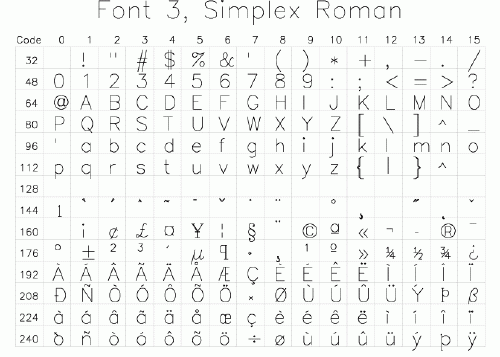 Font 3, Simplex Roman
Code 0 1 2 3 4 5 6 7 8 9 10 11 12 13 14 15
32 ! " # $ % & ' ( ) * + , - . /
48 0 1 2 3 4 5 6 7 8 9 : ; < = > ?
64 @ A B C D E F G H I J K L M N O
80 P Q R S T U V W X Y Z [ \ ] ^ _
96 ` a b c d e f g h i j k l m n o
112 p q r s t u v w x y z { | } ^
128
144 ı ` ´ ˆ ˜ ¯ ˘ ˙ ¨ ° ¸ ˝ ˛ ˇ
160 ¡ ¢ £ ¤ ¥ ¦ § ¨ © ª « ¬ - ® ¯
176 ° ± ² ³ ´ µ ¶ · ¸ ¹ º » ¼ ½ ¾ ¿
192 À Á Â Ã Ä Å Æ Ç È É Ê Ë Ì Í Î Ï
208 Ð Ñ Ò Ó Ô Õ Ö × Ø Ù Ú Û Ü Ý Þ ß
224 à á â ã ä å æ ç è é ê ë ì í î ï
240 ð ñ ò ó ô õ ö ÷ ø ù ú û ü ý þ ÿ